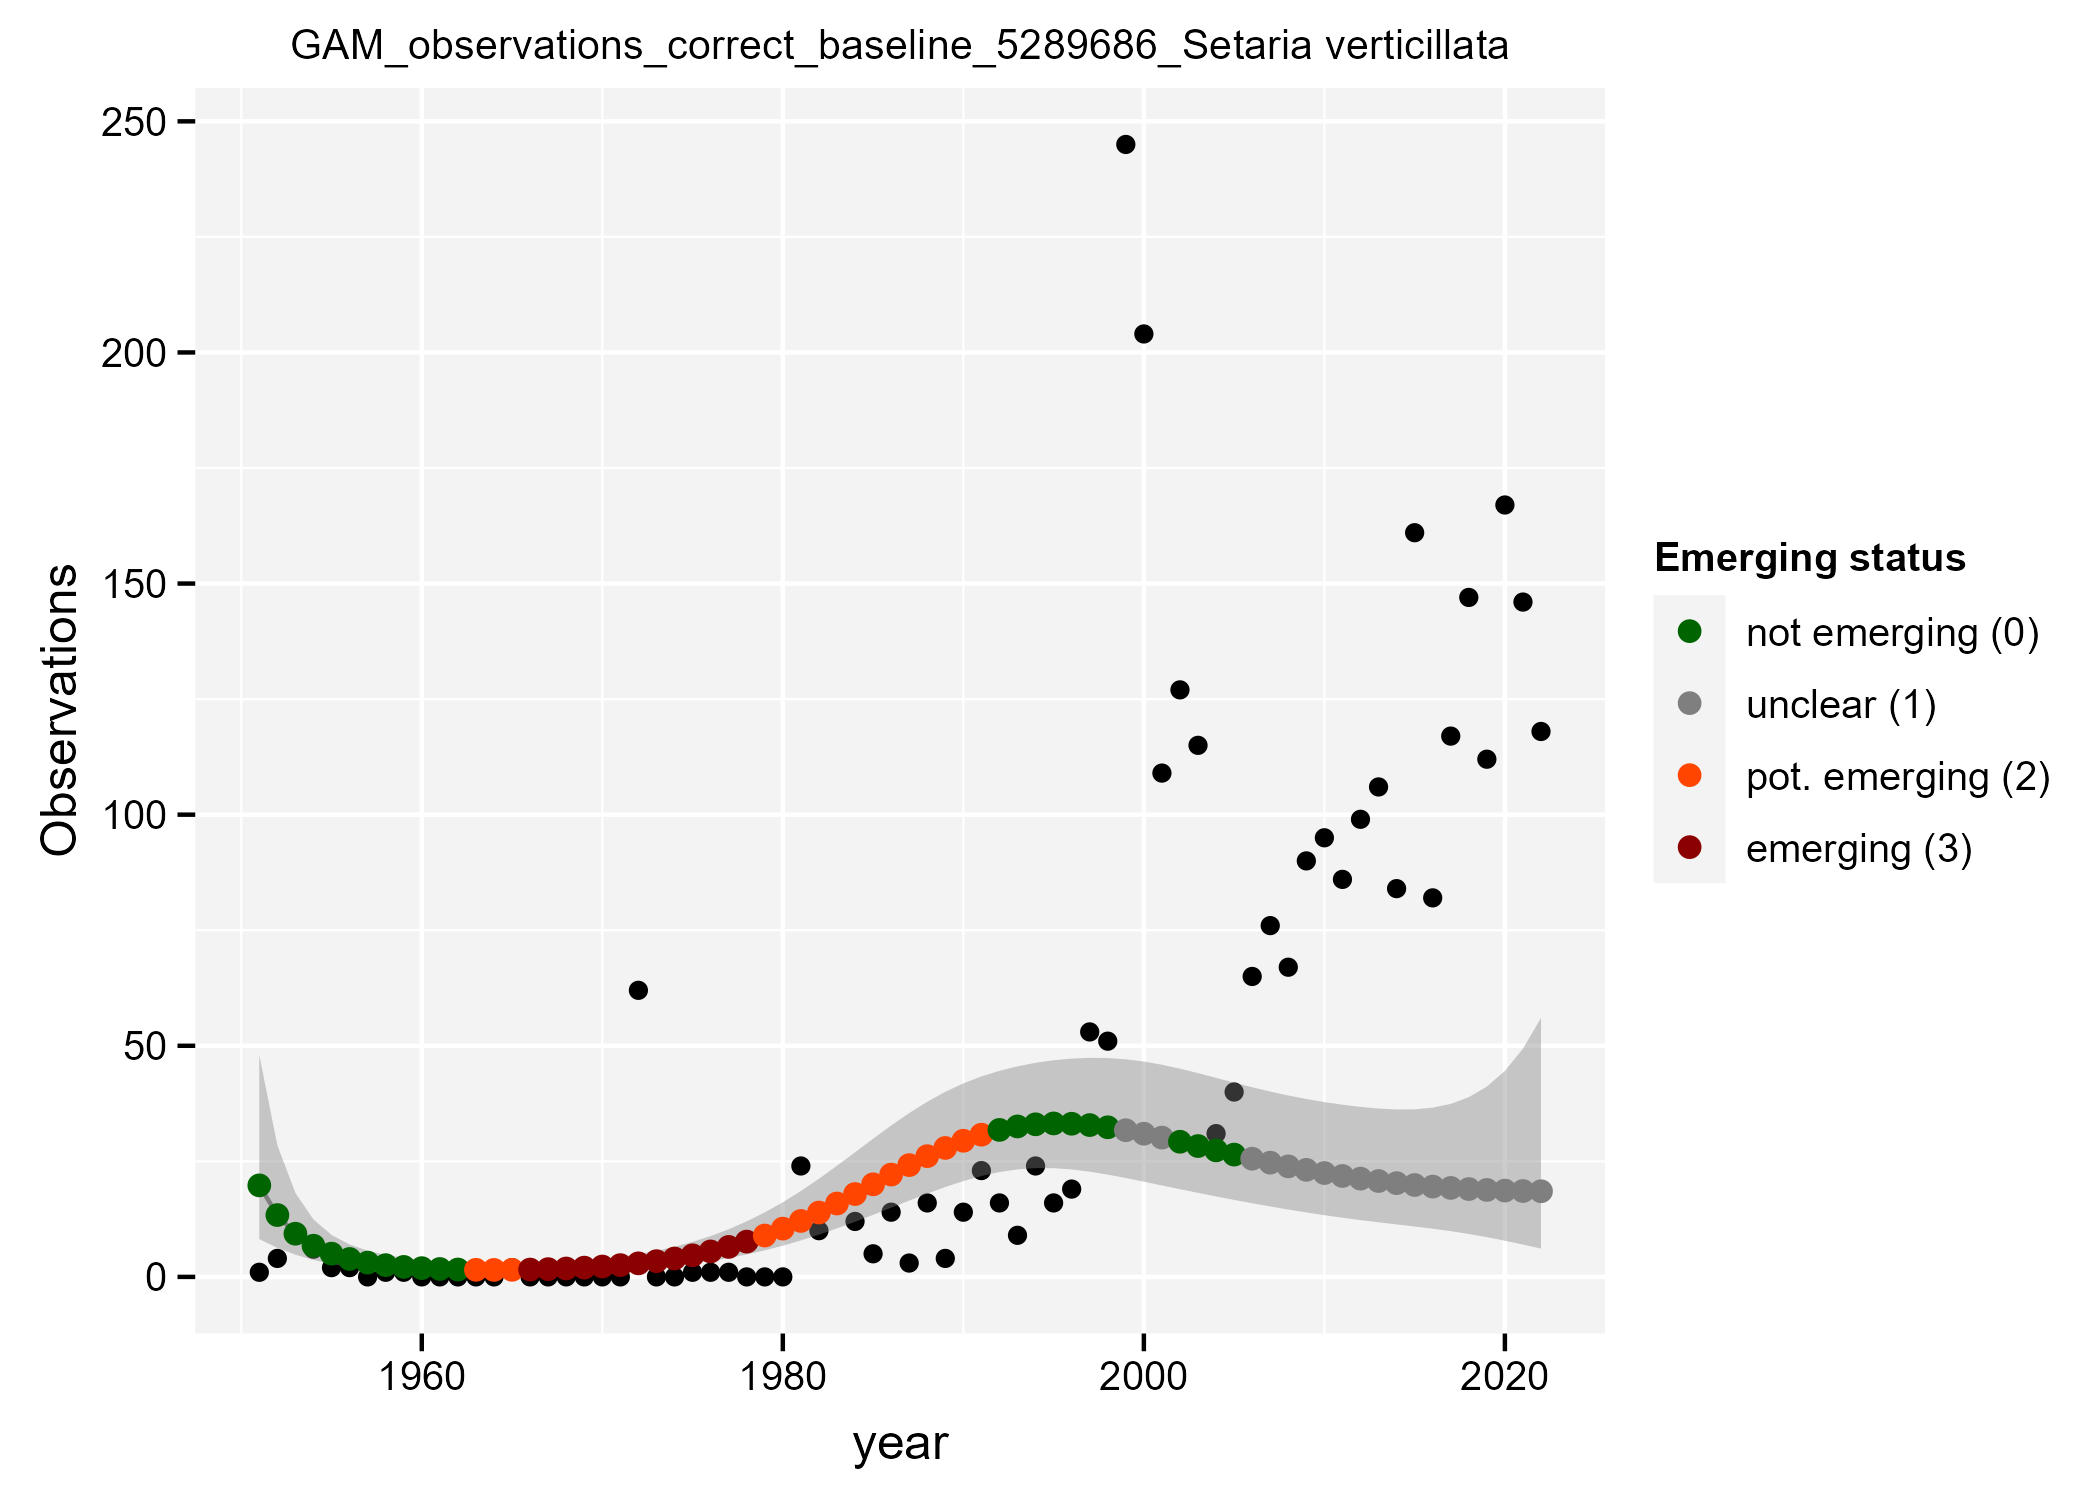 GAM_observations_correct_baseline_5289686_Setaria verticillata
250
200
150
100
50
0
Observations
1960
1980
2000
2020
year
Emerging status
not emerging (0)
unclear (1)
pot. emerging (2)
emerging (3)